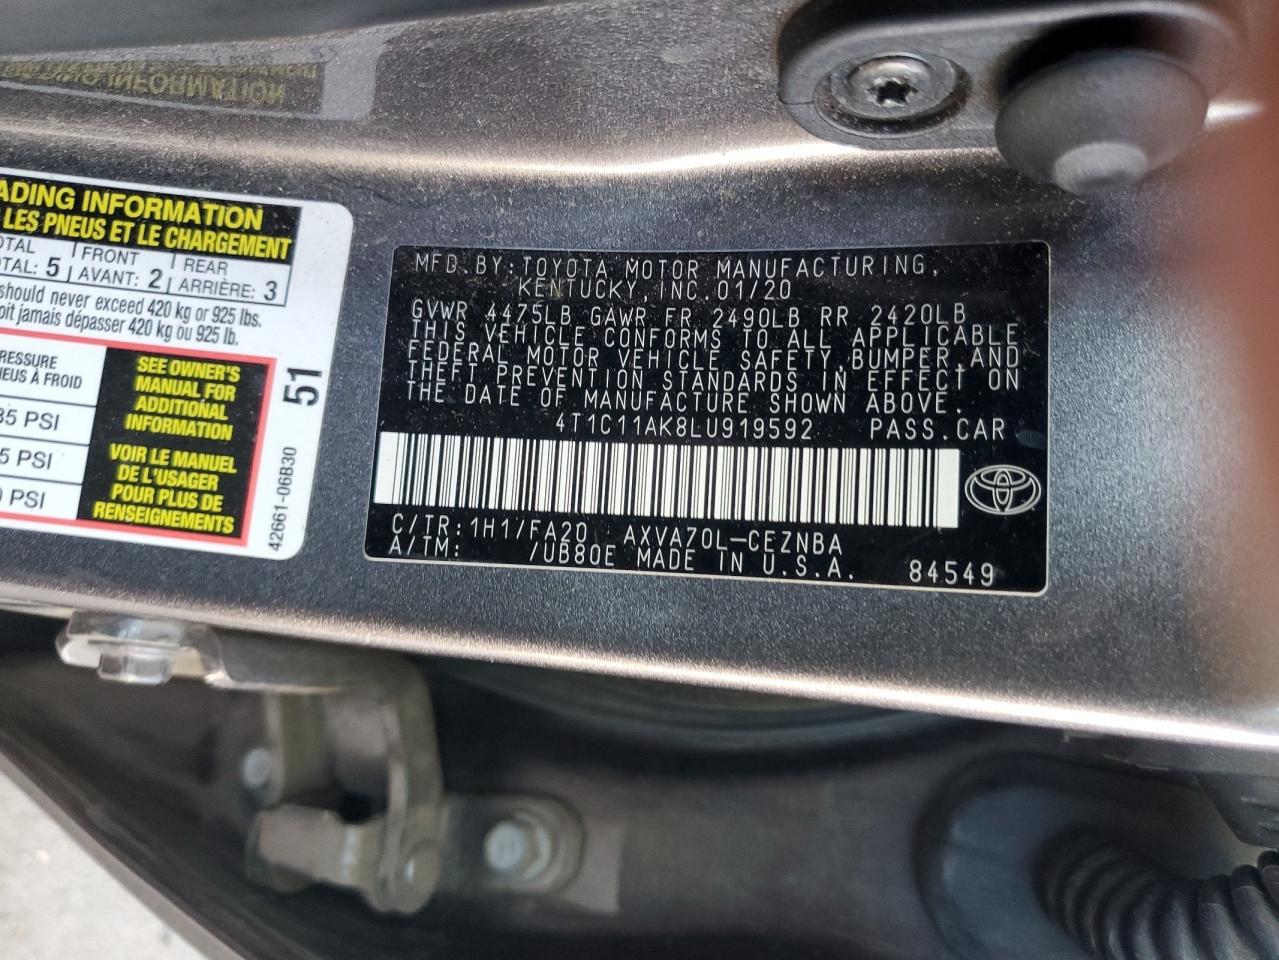 ADING INFORMATION
LES PNEUS ET LE CHARGEMENT
FRONT REAR
5 AVANT: 2 ARRIÈRE: 3
should never exceed 420 kg or 925 lbs.
jamais dépasser 420 kg ou 925 lb.
À FROID
35 PSI
5 PSI
PSI
SEE OWNER'S
MANUAL FOR
ADDITIONAL
INFORMATION
VOIR LE MANUEL
DE L'USAGER
POUR PLUS DE
RENSEIGNEMENTS
51
42661-06B30
MFD. BY: TOYOTA MOTOR MANUFACTURING,
KENTUCKY, INC. 01/20
GVWR 4475LB GAWR FR 2490LB RR 2420LB
THIS VEHICLE CONFORMS TO ALL APPLICABLE
FEDERAL MOTOR VEHICLE SAFETY, BUMPER, AND
THEFT PREVENTION STANDARDS IN EFFECT ON
THE DATE OF MANUFACTURE SHOWN ABOVE.
4T1C11AK8LU919592 PASS. CAR
C/TR: 1H1/FA20 AXVA70L-CEZNBA
A/TM: /UB80E MADE IN U.S.A. 84549